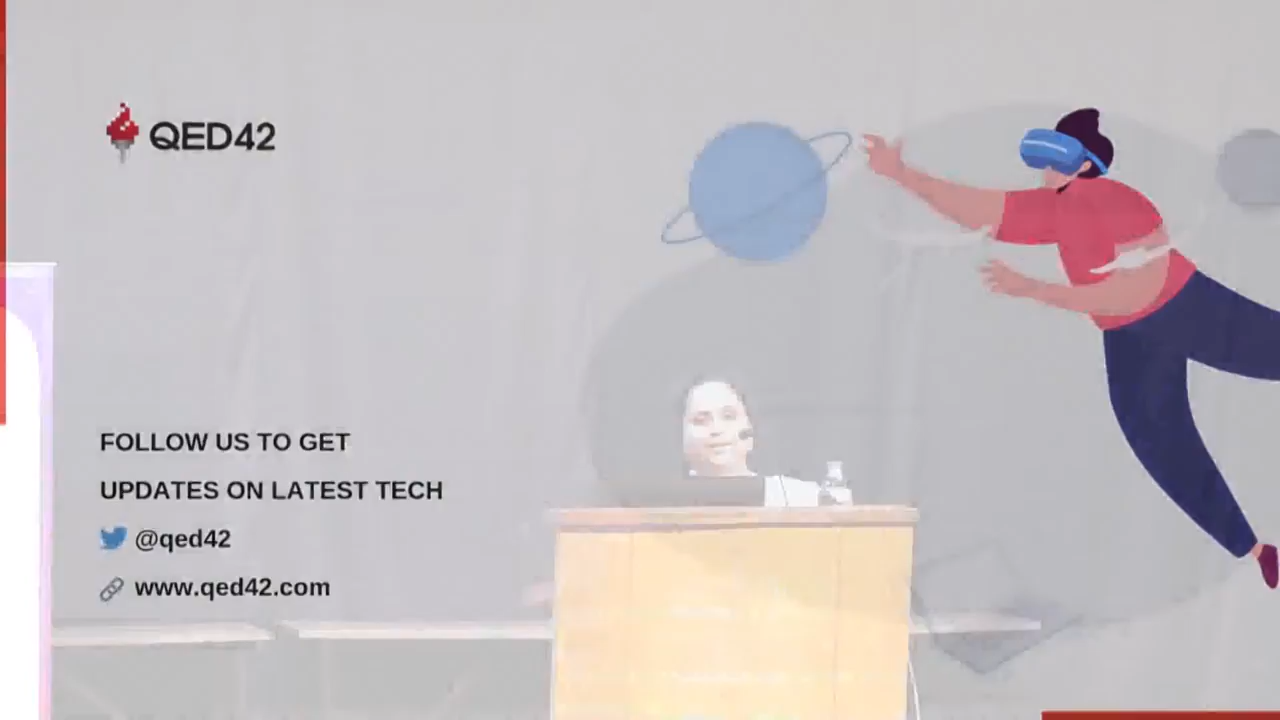 QED42
FOLLOW US TO GET
UPDATES ON LATEST TECH
@qed42
www.qed42.com